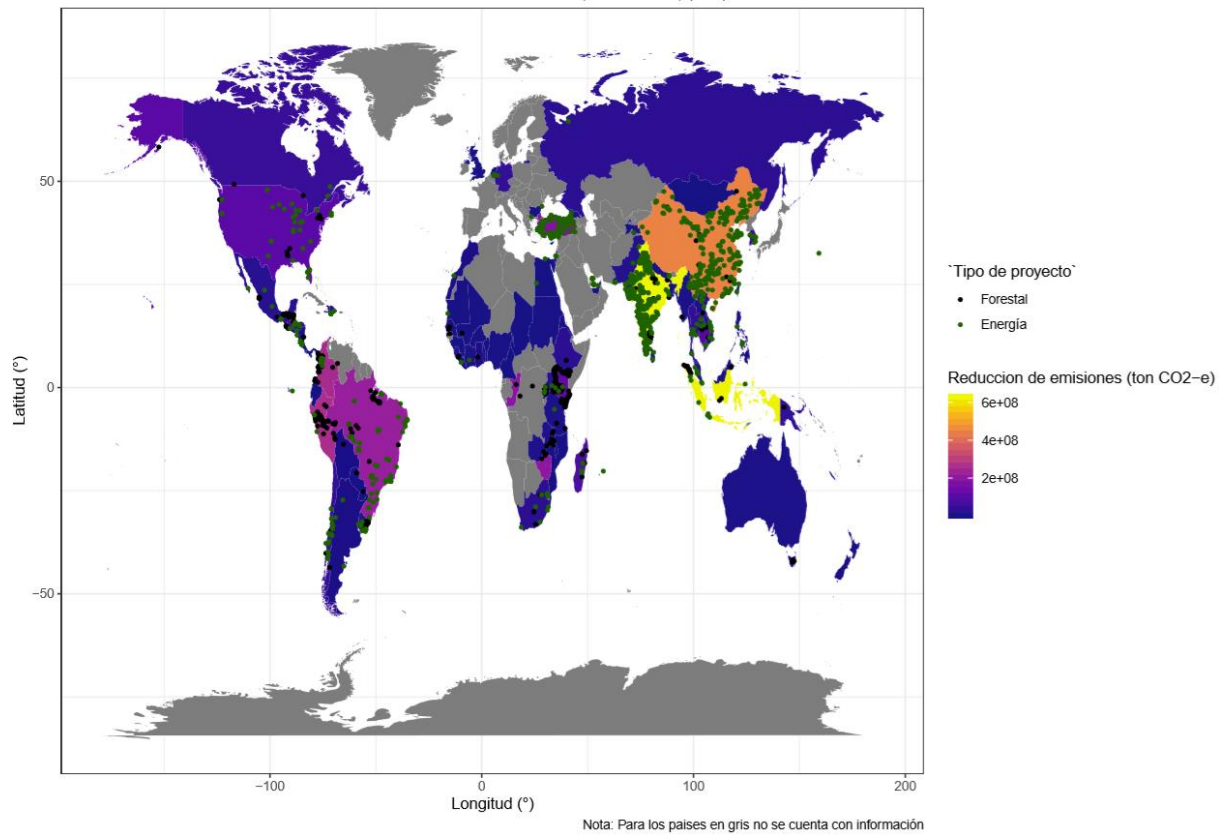 50
0
−50
Latitud (°)
−100
0
100
200
Longitud (°)
`Tipo de proyecto`
Forestal
Energía
Reduccion de emisiones (ton CO2−e)
6e+08
4e+08
2e+08
Nota: Para los paises en gris no se cuenta con información